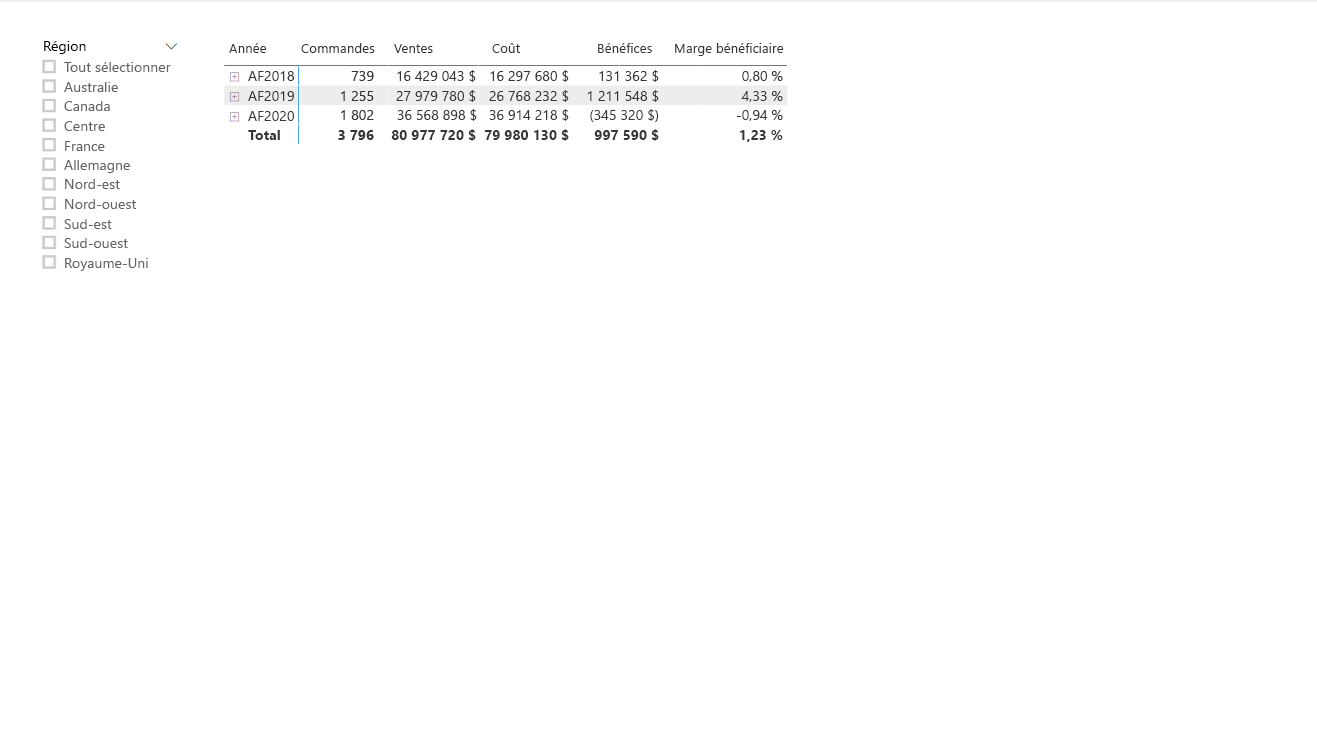 Région
Tout sélectionner
Australie
Canada
Centre
France
Allemagne
Nord-est
Nord-ouest
Sud-est
Sud-ouest
Royaume-Uni
Année Commandes Ventes Coût Bénéfices Marge bénéficiaire
AF2018 739 16 429 043 $ 16 297 680 $ 131 362 $ 0,80 %
AF2019 1 255 27 979 780 $ 26 768 232 $ 1 211 548 $ 4,33 %
AF2020 1 802 36 568 898 $ 36 914 218 $ (345 320 $) -0,94 %
Total 3 796 80 977 720 $ 79 980 130 $ 997 590 $ 1,23 %